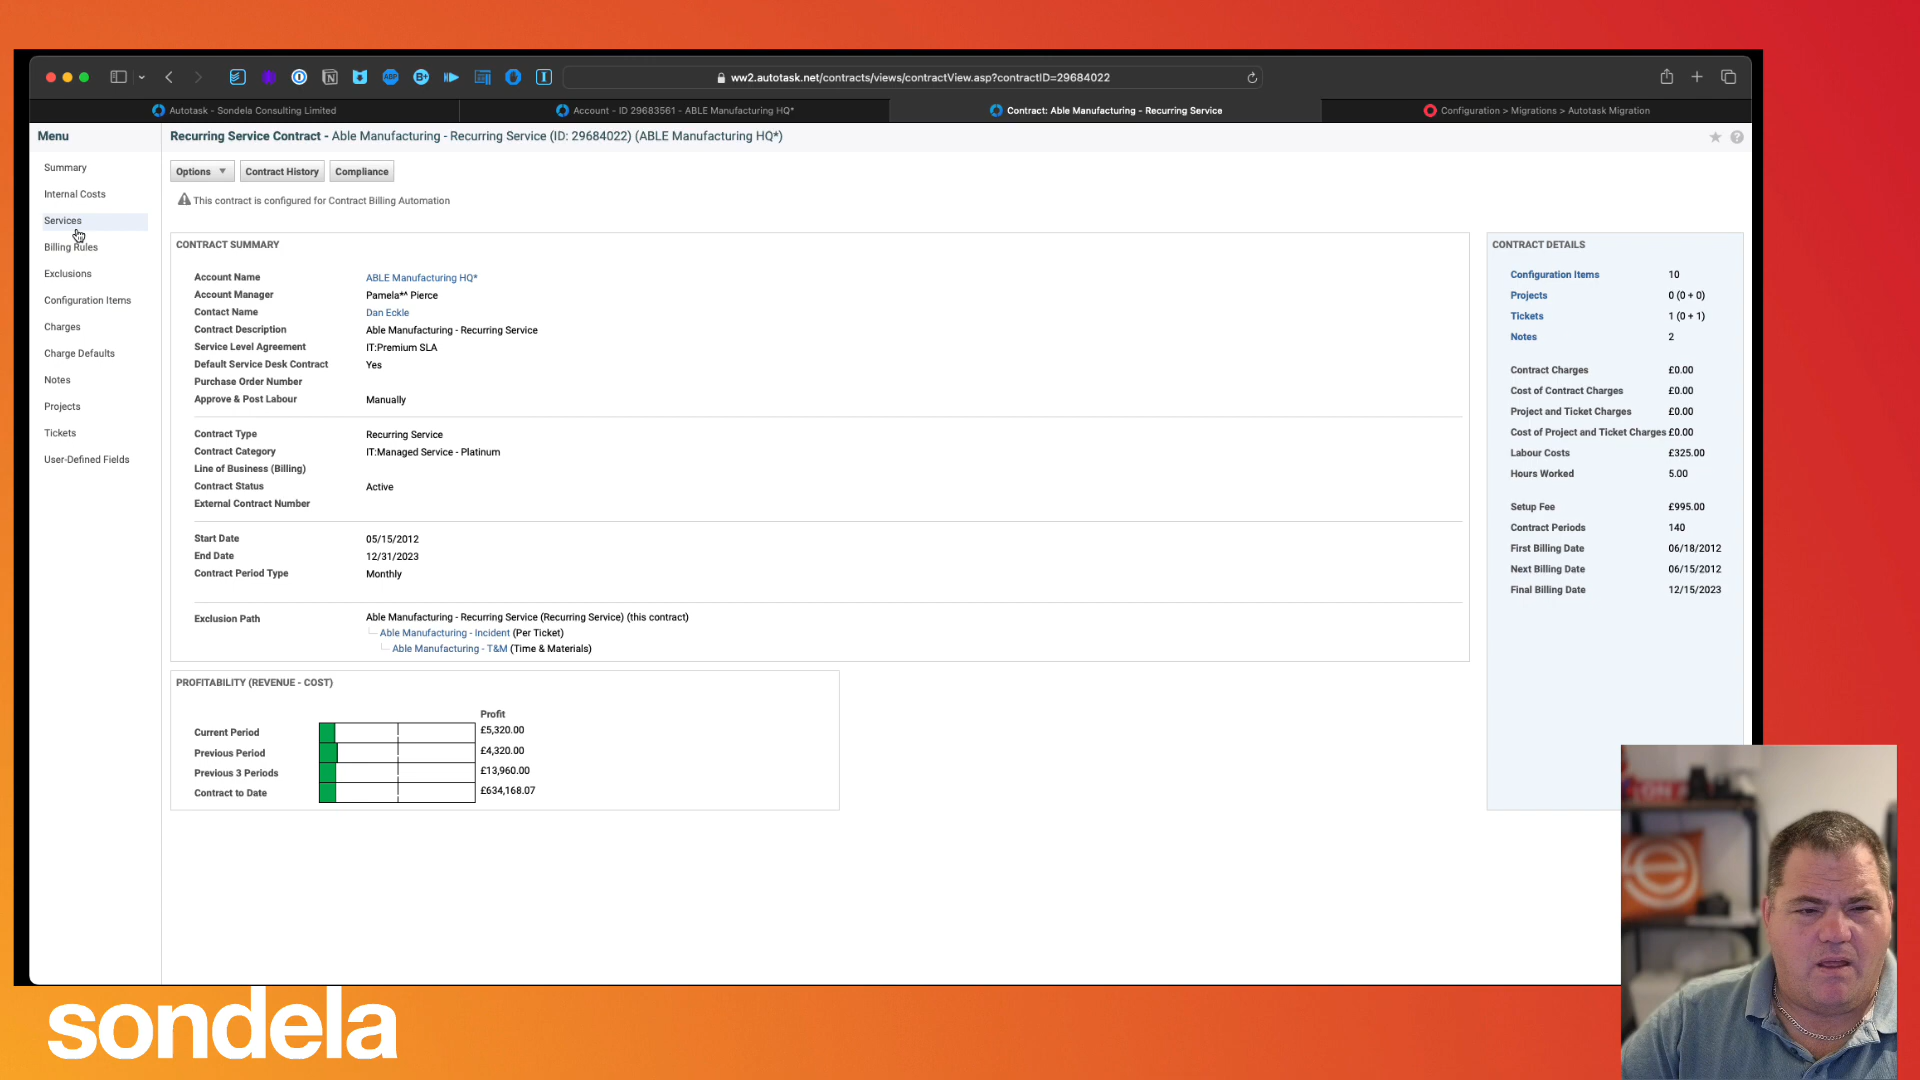 ww2.autotask.net/contracts/views/contractView.asp?contractID=29684022
Autotask - Sondela Consulting Limited
Account - ID 29683561 - ABLE Manufacturing HQ*
Contract: Able Manufacturing - Recurring Service
Configuration > Migrations > Autotask Migration
Menu
Recurring Service Contract - Able Manufacturing - Recurring Service (ID: 29684022) (ABLE Manufacturing HQ*)
Summary
Internal Costs
Services
Billing Rules
Exclusions
Configuration Items
Charges
Charge Defaults
Notes
Projects
Tickets
User-Defined Fields
Options
Contract History
Compliance
This contract is configured for Contract Billing Automation
CONTRACT SUMMARY
Account Name ABLE Manufacturing HQ*
Account Manager Pamela*^ Pierce
Contact Name Dan Eckle
Contract Description Able Manufacturing - Recurring Service
Service Level Agreement IT:Premium SLA
Default Service Desk Contract Yes
Purchase Order Number
Approve & Post Labour Manually
Contract Type Recurring Service
Contract Category IT:Managed Service - Platinum
Line of Business (Billing)
Contract Status Active
External Contract Number
Start Date 05/15/2012
End Date 12/31/2023
Contract Period Type Monthly
Exclusion Path Able Manufacturing - Recurring Service (Recurring Service) (this contract)
Able Manufacturing - Incident (Per Ticket)
Able Manufacturing - T&M (Time & Materials)
PROFITABILITY (REVENUE - COST)
Profit
Current Period £5,320.00
Previous Period £4,320.00
Previous 3 Periods £13,960.00
Contract to Date £634,168.07
CONTRACT DETAILS
Configuration Items 10
Projects 0 (0 + 0)
Tickets 1 (0 + 1)
Notes 2
Contract Charges £0.00
Cost of Contract Charges £0.00
Project and Ticket Charges £0.00
Cost of Project and Ticket Charges £0.00
Labour Costs £325.00
Hours Worked 5.00
Setup Fee £995.00
Contract Periods 140
First Billing Date 06/18/2012
Next Billing Date 06/15/2012
Final Billing Date 12/15/2023
sondela